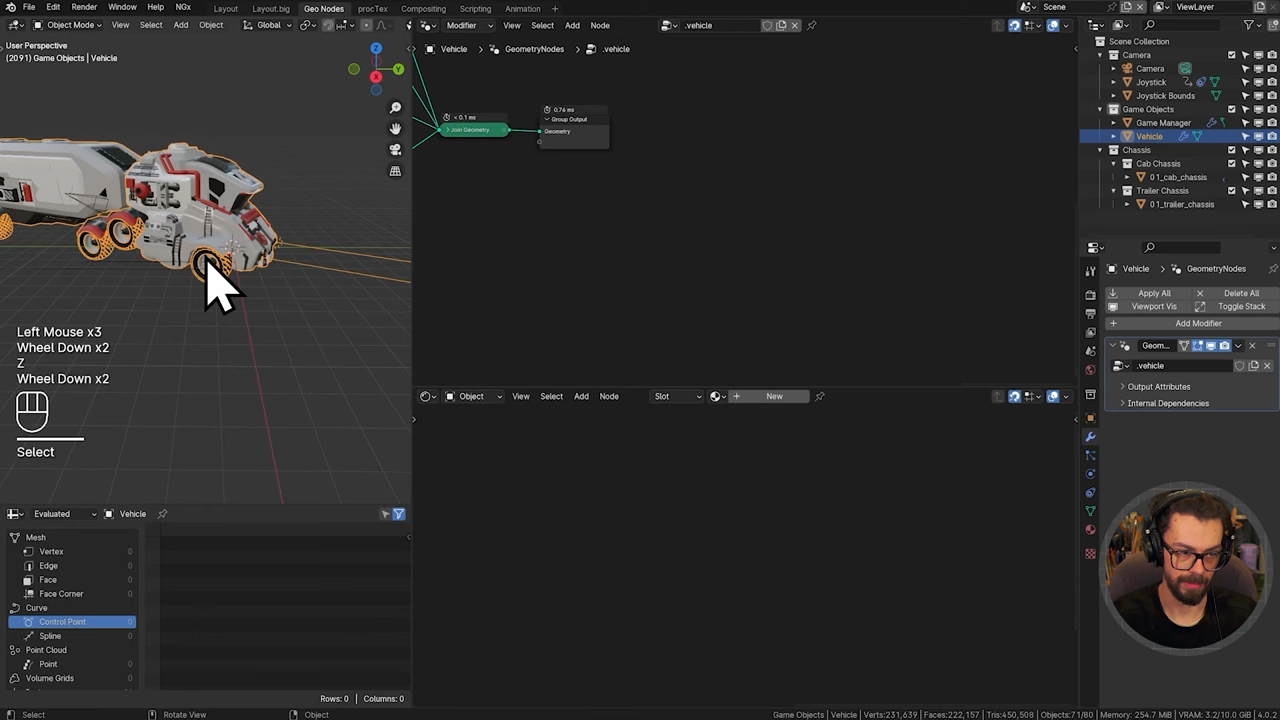 File Edit Render Window Help NGx Layout Layout.bg Geo Nodes procTex Compositing Scripting Animation + Scene ViewLayer
Object Mode View Select Add Object Global Modifier View Select Add Node .vehicle
User Perspective
(2091) Game Objects | Vehicle
Z
Y
X
Vehicle > GeometryNodes > .vehicle
< 0.1 ms
Join Geometry
0.76 ms
Group Output
Geometry
Scene Collection
Camera
Camera
Joystick
Joystick Bounds
Game Objects
Game Manager
Vehicle
Chassis
Cab Chassis
01_cab_chassis
Trailer Chassis
01_trailer_chassis
Vehicle > GeometryNodes
Apply All Delete All
Viewport Vis Toggle Stack
Add Modifier
Geom...
.vehicle
Output Attributes
Internal Dependencies
Left Mouse x3
Wheel Down x2
Z
Wheel Down x2
Select
Object View Select Add Node Slot New
Evaluated Vehicle
Mesh
Vertex 0
Edge 0
Face 0
Face Corner 0
Curve
Control Point 0
Spline 0
Point Cloud
Point 0
Volume Grids 0
Rows: 0 | Columns: 0
Select Rotate View Object Game Objects | Vehicle | Verts:231,639 | Faces:222,157 | Tris:450,508 | Objects:71/80 | Memory: 254.7 MiB | VRAM: 3.2/10.0 GiB | 4.0.2